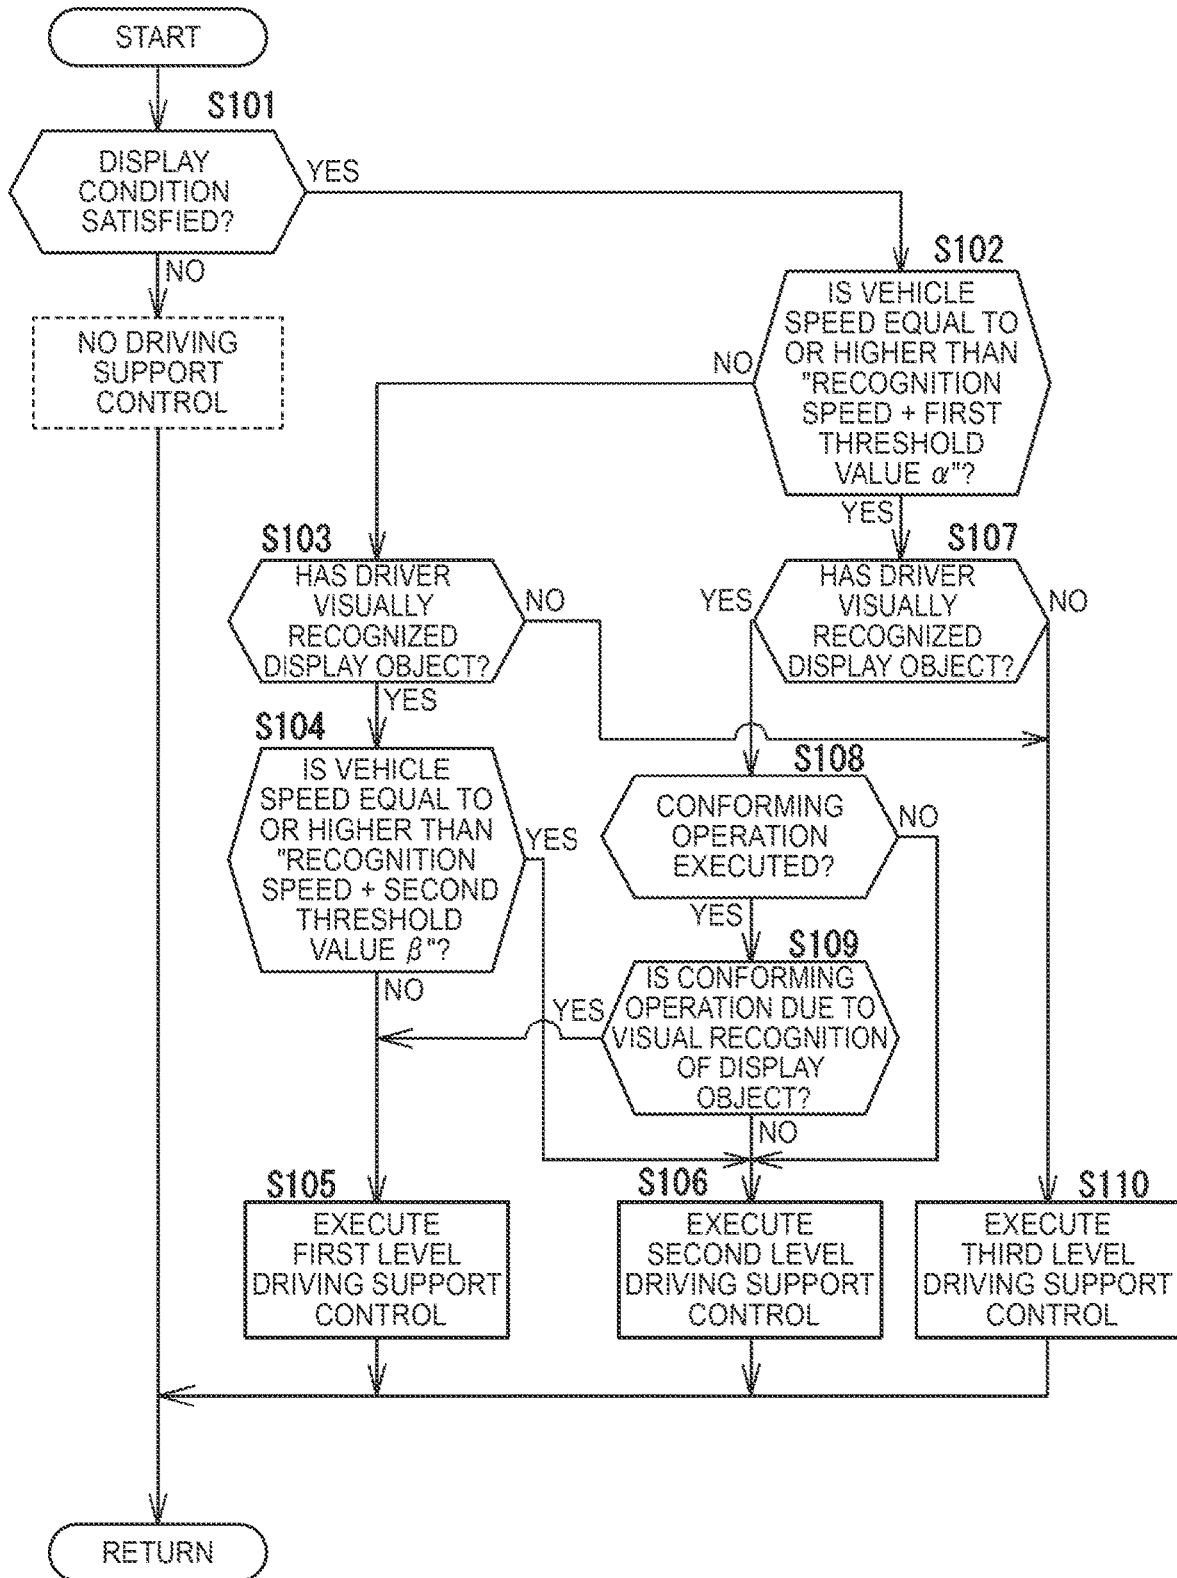 START
S101
DISPLAY
CONDITION
SATISFIED?
YES
NO
NO DRIVING
SUPPORT
CONTROL
S102
IS VEHICLE
SPEED EQUAL TO
OR HIGHER THAN
"RECOGNITION
SPEED + FIRST
THRESHOLD
VALUE α"?
NO
YES
S103
HAS DRIVER
VISUALLY
RECOGNIZED
DISPLAY OBJECT?
NO
YES
S107
HAS DRIVER
VISUALLY
RECOGNIZED
DISPLAY OBJECT?
YES
NO
S104
IS VEHICLE
SPEED EQUAL TO
OR HIGHER THAN
"RECOGNITION
SPEED + SECOND
THRESHOLD
VALUE β"?
YES
NO
S108
CONFORMING
OPERATION
EXECUTED?
NO
YES
S109
IS CONFORMING
OPERATION DUE TO
VISUAL RECOGNITION
OF DISPLAY
OBJECT?
YES
NO
S105
EXECUTE
FIRST LEVEL
DRIVING SUPPORT
CONTROL
S106
EXECUTE
SECOND LEVEL
DRIVING SUPPORT
CONTROL
S110
EXECUTE
THIRD LEVEL
DRIVING SUPPORT
CONTROL
RETURN